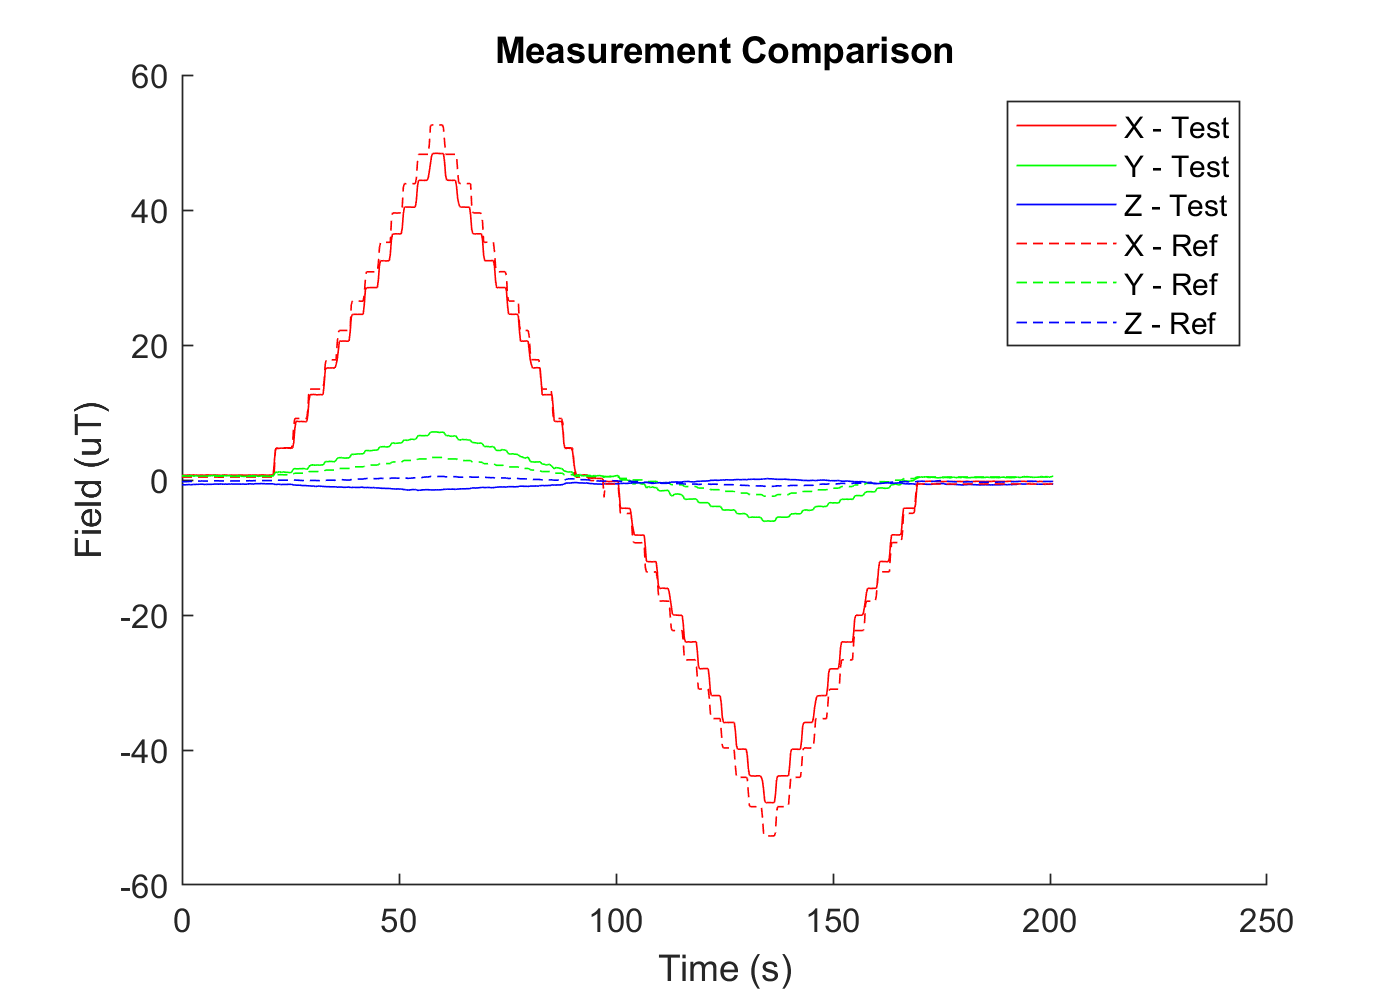 Measurement Comparison
60
40
20
0
-20
-40
-60
Field (uT)
0
50
100
150
200
250
Time (s)
X - Test
Y - Test
Z - Test
X - Ref
Y - Ref
Z - Ref